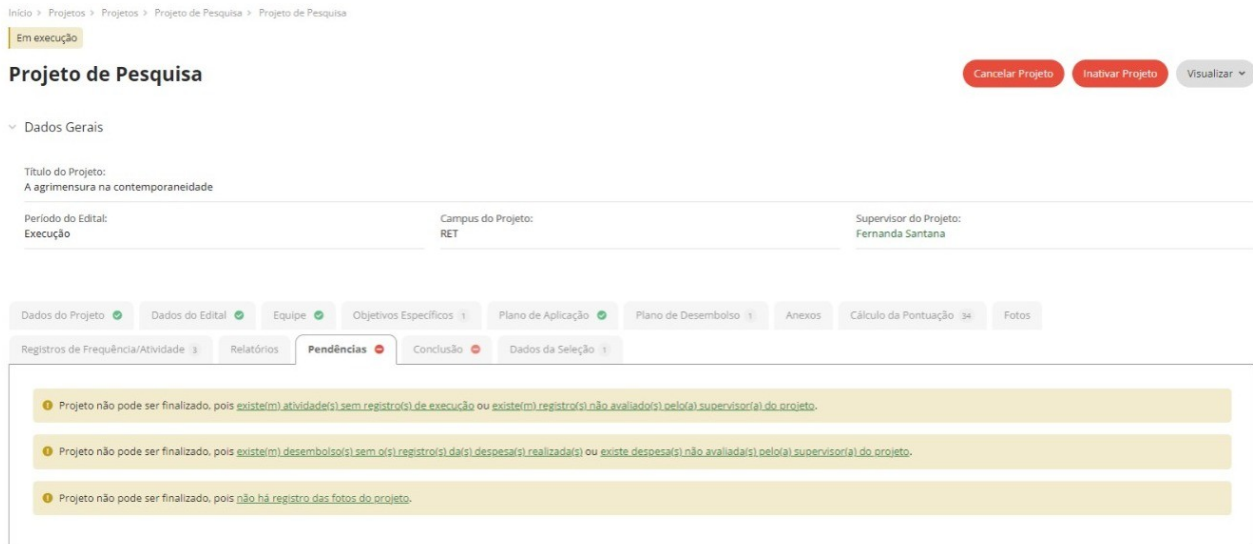 Início > Projetos > Projetos > Projeto de Pesquisa > Projeto de Pesquisa
Em execução
Projeto de Pesquisa
Cancelar Projeto
Inativar Projeto
Visualizar
Dados Gerais
Título do Projeto:
A agrimensura na contemporaneidade
Período do Edital:
Execução
Campus do Projeto:
RET
Supervisor do Projeto:
Fernanda Santana
Dados do Projeto
Dados do Edital
Equipe
Objetivos Específicos 1
Plano de Aplicação
Plano de Desembolso 1
Anexos
Cálculo da Pontuação 34
Fotos
Registros de Frequência/Atividade 3
Relatórios
Pendências
Conclusão
Dados da Seleção 1
Projeto não pode ser finalizado, pois existe(m) atividade(s) sem registro(s) de execução ou existe(m) registro(s) não avaliado(s) pelo(a) supervisor(a) do projeto.
Projeto não pode ser finalizado, pois existe(m) desembolso(s) sem o(s) registro(s) da(s) despesa(s) realizada(s) ou existe despesa(s) não avaliada(s) pelo(a) supervisor(a) do projeto.
Projeto não pode ser finalizado, pois não há registro das fotos do projeto.